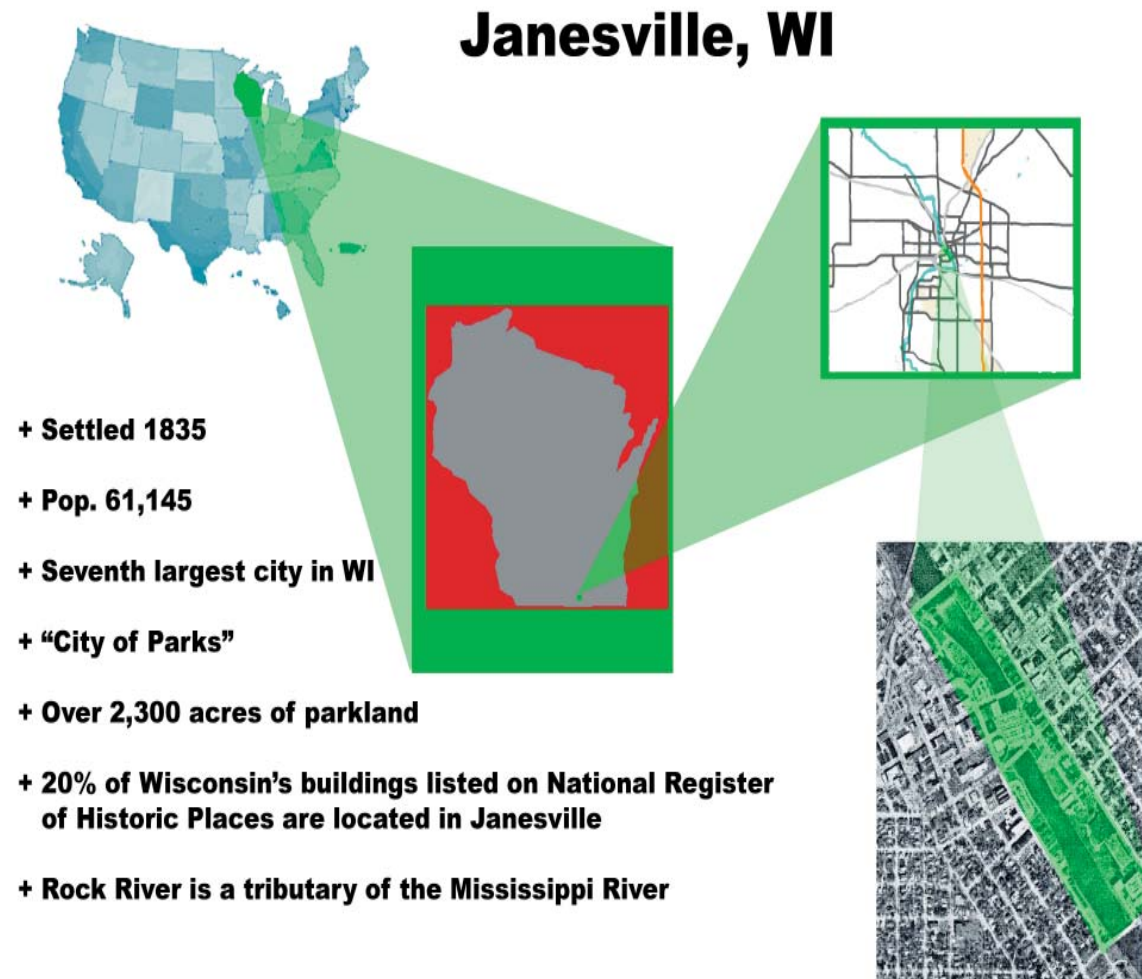 Janesville, WI
+ Settled 1835
+ Pop. 61,145
+ Seventh largest city in WI
+ “City of Parks”
+ Over 2,300 acres of parkland
+ 20% of Wisconsin’s buildings listed on National Register
of Historic Places are located in Janesville
+ Rock River is a tributary of the Mississippi River